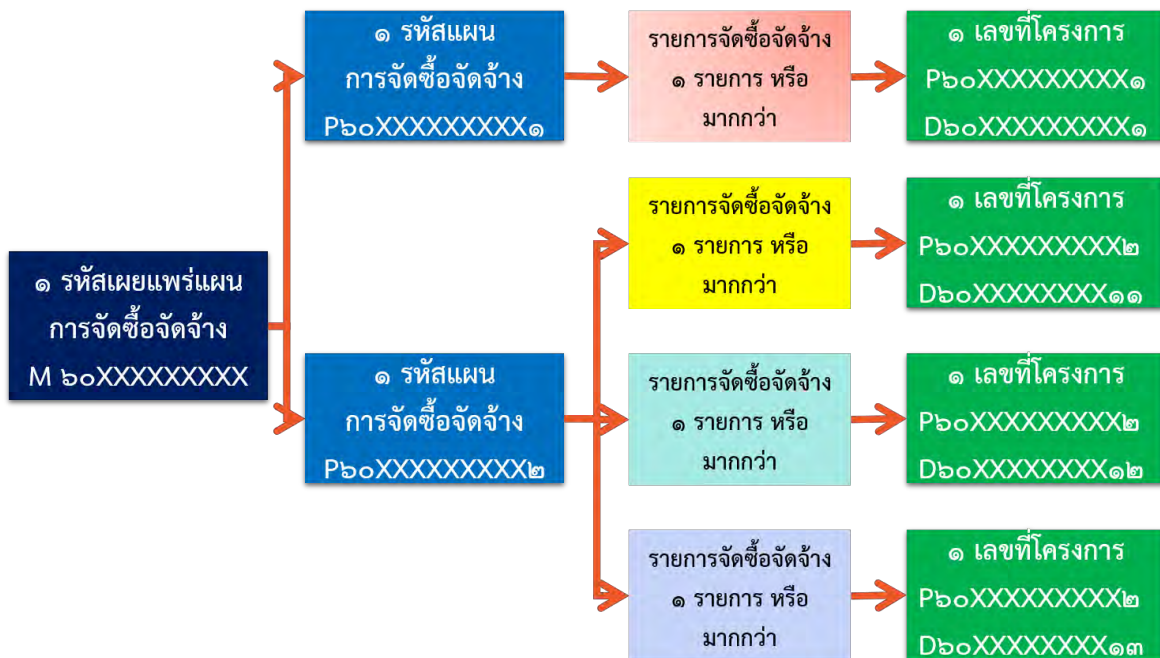 ๑ รหัสแผน
การจัดซื้อจัดจ้าง
P๖๐XXXXXXXXX๑
รายการจัดซื้อจัดจ้าง
๑ รายการ หรือ
มากกว่า
๑ เลขที่โครงการ
P๖๐XXXXXXXXX๑
D๖๐XXXXXXXXX๑
รายการจัดซื้อจัดจ้าง
๑ รายการ หรือ
มากกว่า
๑ เลขที่โครงการ
P๖๐XXXXXXXXX๒
D๖๐XXXXXXXX๑๑
๑ รหัสเผยแพร่แผน
การจัดซื้อจัดจ้าง
M ๖๐XXXXXXXXX
๑ รหัสแผน
การจัดซื้อจัดจ้าง
P๖๐XXXXXXXXX๒
รายการจัดซื้อจัดจ้าง
๑ รายการ หรือ
มากกว่า
๑ เลขที่โครงการ
P๖๐XXXXXXXXX๒
D๖๐XXXXXXXX๑๒
รายการจัดซื้อจัดจ้าง
๑ รายการ หรือ
มากกว่า
๑ เลขที่โครงการ
P๖๐XXXXXXXXX๒
D๖๐XXXXXXXX๑๓